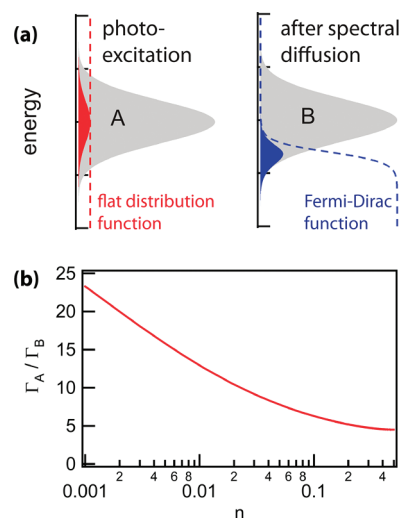 (a)
photo-
excitation
after spectral
diffusion
energy
A
B
flat distribution
function
Fermi-Dirac
function
(b)
25
20
15
10
5
0
Γ_A / Γ_B
0.001
2
4
6
8
0.01
2
4
6
8
0.1
2
4
n